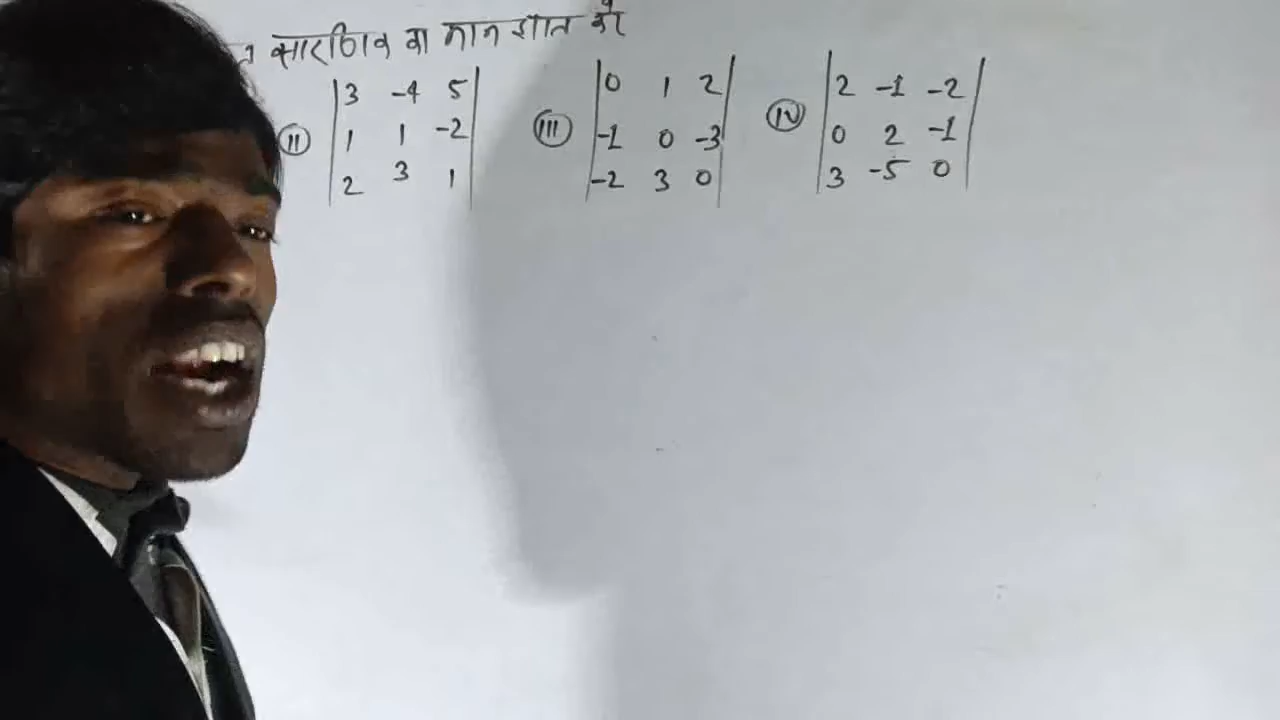 सारणिक का मान ज्ञात करे
(ii) | 3 -4 5 | (iii) | 0 1 2 | (iv) | 2 -1 -2 |
| 1 1 -2 | | -1 0 -3 | | 0 2 -1 |
| 2 3 1 | | -2 3 0 | | 3 -5 0 |